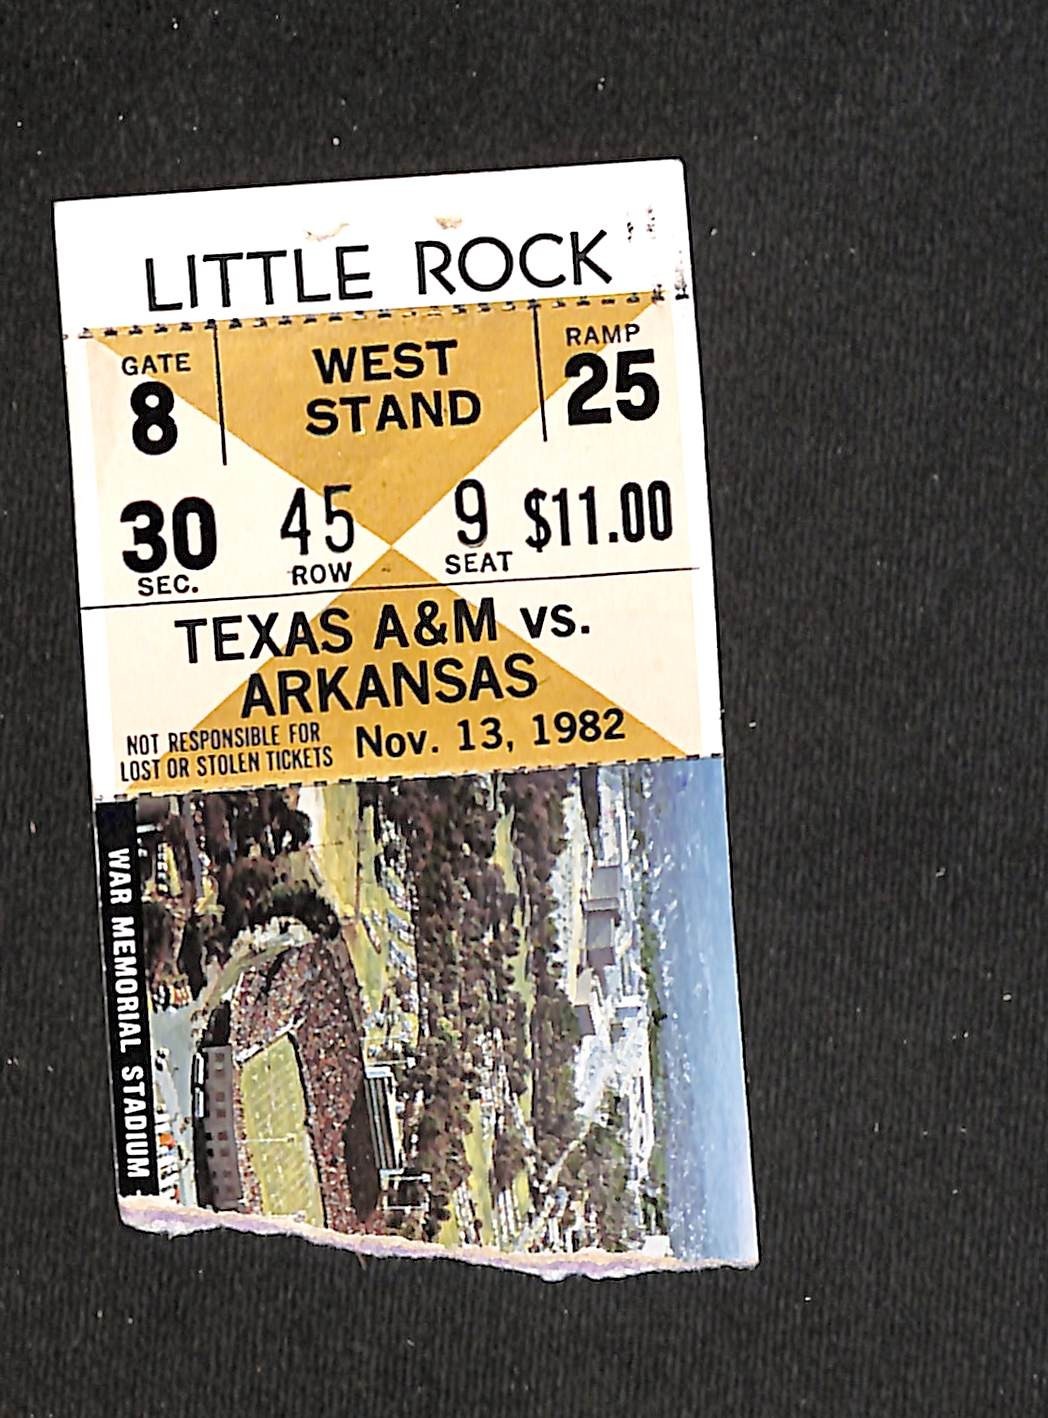 LITTLE ROCK
GATE
8
WEST
STAND
RAMP
25
30
SEC.
45
ROW
9
SEAT
$11.00
TEXAS A&M vs.
ARKANSAS
NOT RESPONSIBLE FOR
LOST OR STOLEN TICKETS
Nov. 13, 1982
WAR MEMORIAL STADIUM